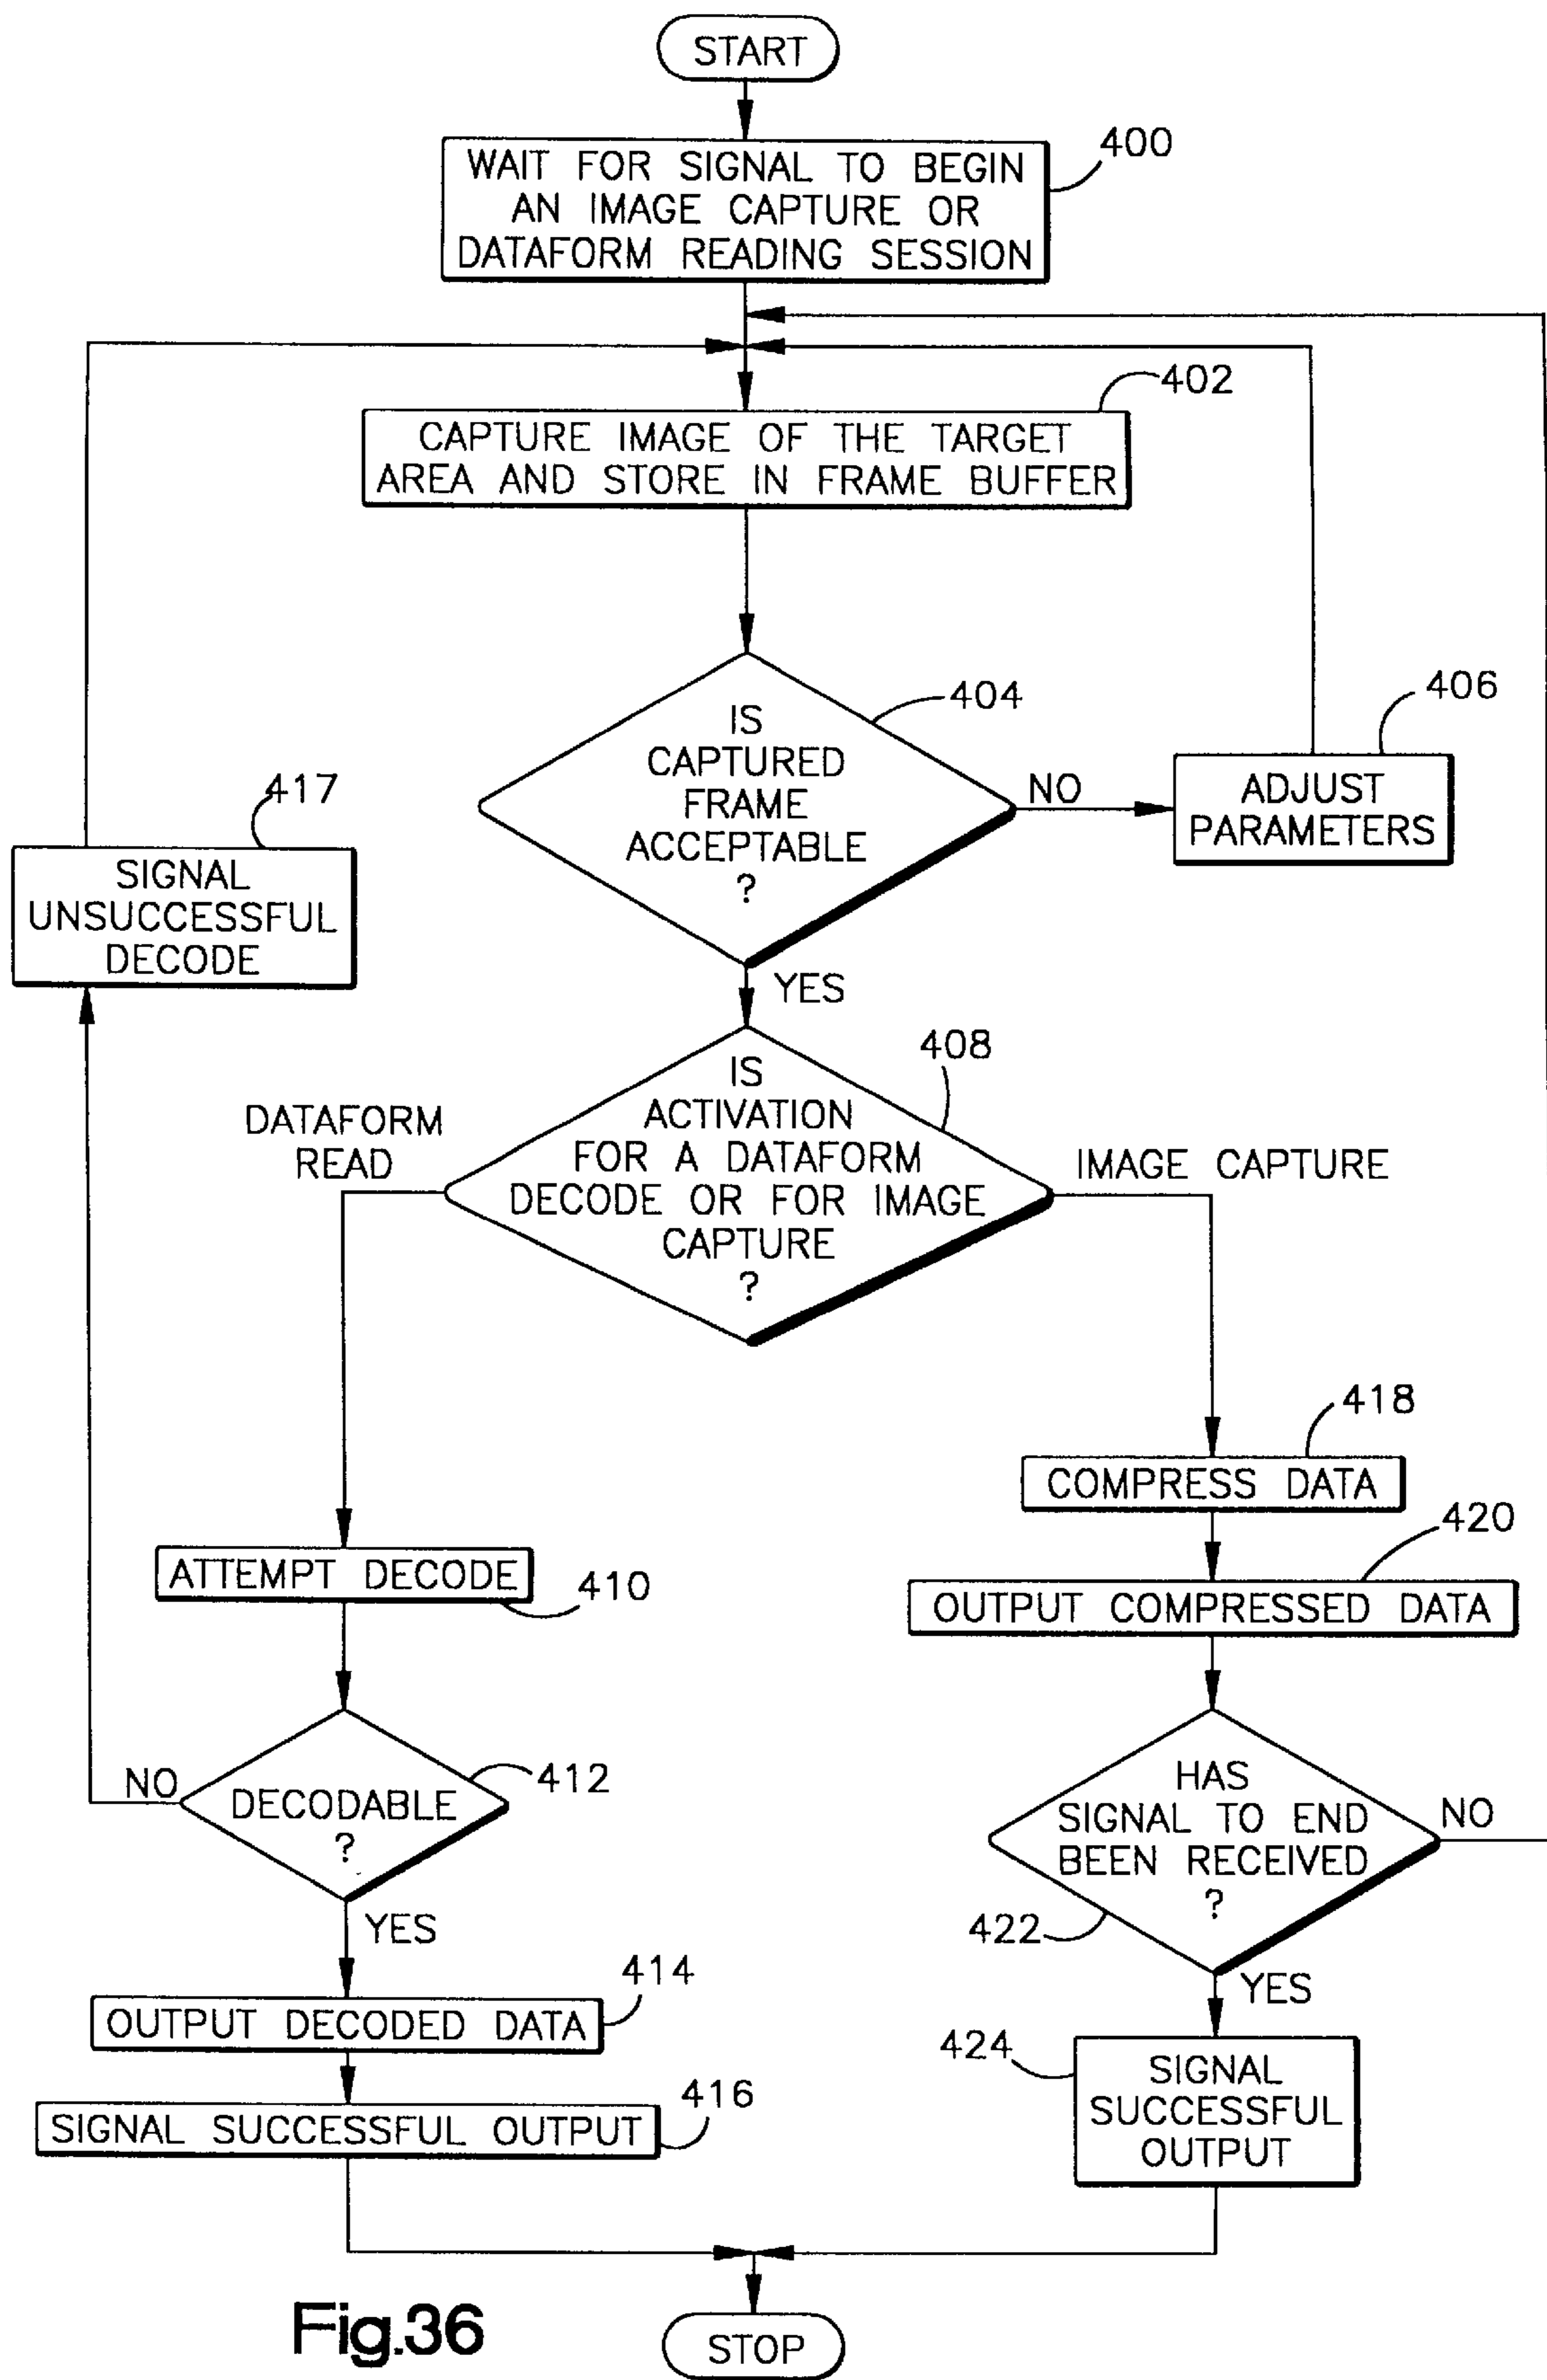 START
400
WAIT FOR SIGNAL TO BEGIN
AN IMAGE CAPTURE OR
DATAFORM READING SESSION
402
CAPTURE IMAGE OF THE TARGET
AREA AND STORE IN FRAME BUFFER
404
IS
CAPTURED
FRAME
ACCEPTABLE
?
NO
406
ADJUST
PARAMETERS
417
SIGNAL
UNSUCCESSFUL
DECODE
YES
408
IS
ACTIVATION
FOR A DATAFORM
DECODE OR FOR IMAGE
CAPTURE
?
DATAFORM
READ
IMAGE CAPTURE
418
COMPRESS DATA
420
OUTPUT COMPRESSED DATA
ATTEMPT DECODE
410
NO
412
DECODABLE
?
YES
HAS
SIGNAL TO END
BEEN RECEIVED
?
NO
422
YES
414
OUTPUT DECODED DATA
416
SIGNAL SUCCESSFUL OUTPUT
424
SIGNAL
SUCCESSFUL
OUTPUT
STOP
Fig.36